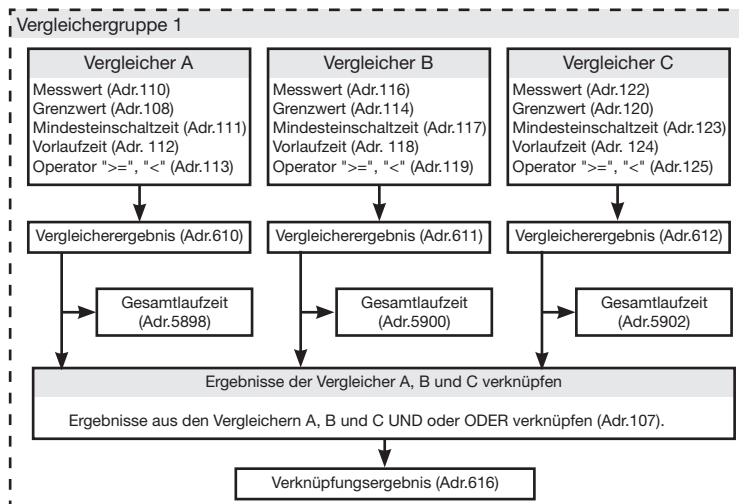 Vergleichergruppe 1
Vergleicher A
Messwert (Adr.110)
Grenzwert (Adr.108)
Mindesteinschaltzeit (Adr.111)
Vorlaufzeit (Adr. 112)
Operator ">=", "<" (Adr.113)
Vergleicher B
Messwert (Adr.116)
Grenzwert (Adr.114)
Mindesteinschaltzeit (Adr.117)
Vorlaufzeit (Adr. 118)
Operator ">=", "<" (Adr.119)
Vergleicher C
Messwert (Adr.122)
Grenzwert (Adr.120)
Mindesteinschaltzeit (Adr.123)
Vorlaufzeit (Adr. 124)
Operator ">=", "<" (Adr.125)
Vergleicherergebnis (Adr.610)
Vergleicherergebnis (Adr.611)
Vergleicherergebnis (Adr.612)
Gesamtlaufzeit
(Adr.5898)
Gesamtlaufzeit
(Adr.5900)
Gesamtlaufzeit
(Adr.5902)
Ergebnisse der Vergleicher A, B und C verknüpfen
Ergebnisse aus den Vergleichern A, B und C UND oder ODER verknüpfen (Adr.107).
Verknüpfungsergebnis (Adr.616)